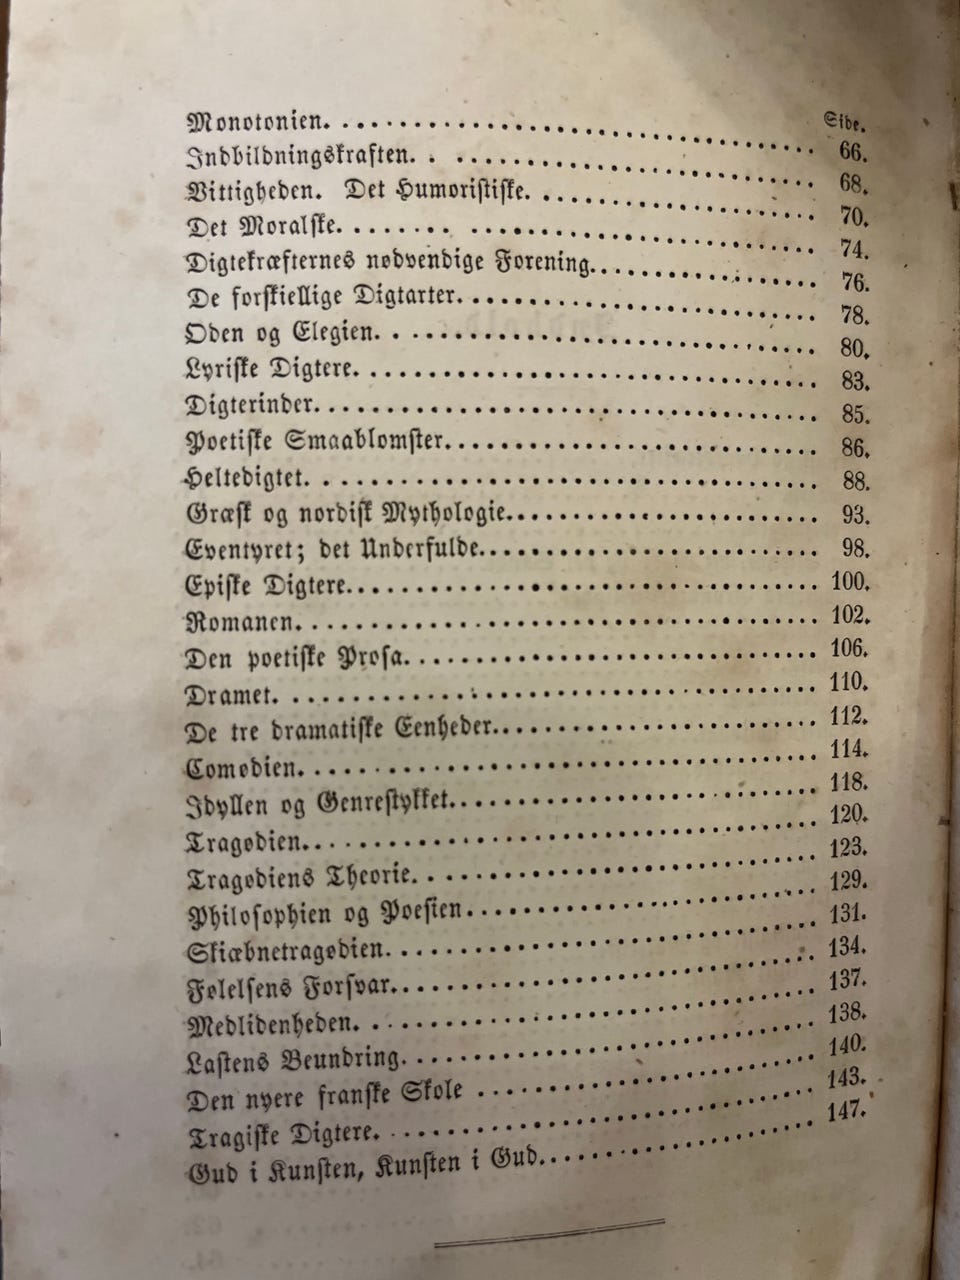 Side.
Monotonien. 66.
Indbildningskraften. 68.
Vittigheden. Det Humoristiske. 70.
Det Moralske. 74.
Digtekræfternes nødvendige Forening. 76.
De forskiellige Digtarter. 78.
Oden og Elegien. 80.
Lyriske Digtere. 83.
Digterinder. 85.
Poetiske Smaablomster. 86.
Heltedigtet. 88.
Græsk og nordisk Mythologie. 93.
Eventyret; det Underfulde. 98.
Episke Digtere. 100.
Romanen. 102.
Den poetiske Prosa. 106.
Dramet. 110.
De tre dramatiske Eenheder. 112.
Comødien. 114.
Idyllen og Genrestykket. 118.
Tragødien. 120.
Tragødiens Theorie. 123.
Philosophien og Poesien. 129.
Skiæbnetragødien. 131.
Følelsens Forsvar. 134.
Medlidenheden. 137.
Lastens Beundring. 138.
Den nyere franske Skole 140.
Tragiske Digtere. 143.
Gud i Kunsten, Kunsten i Gud. 147.